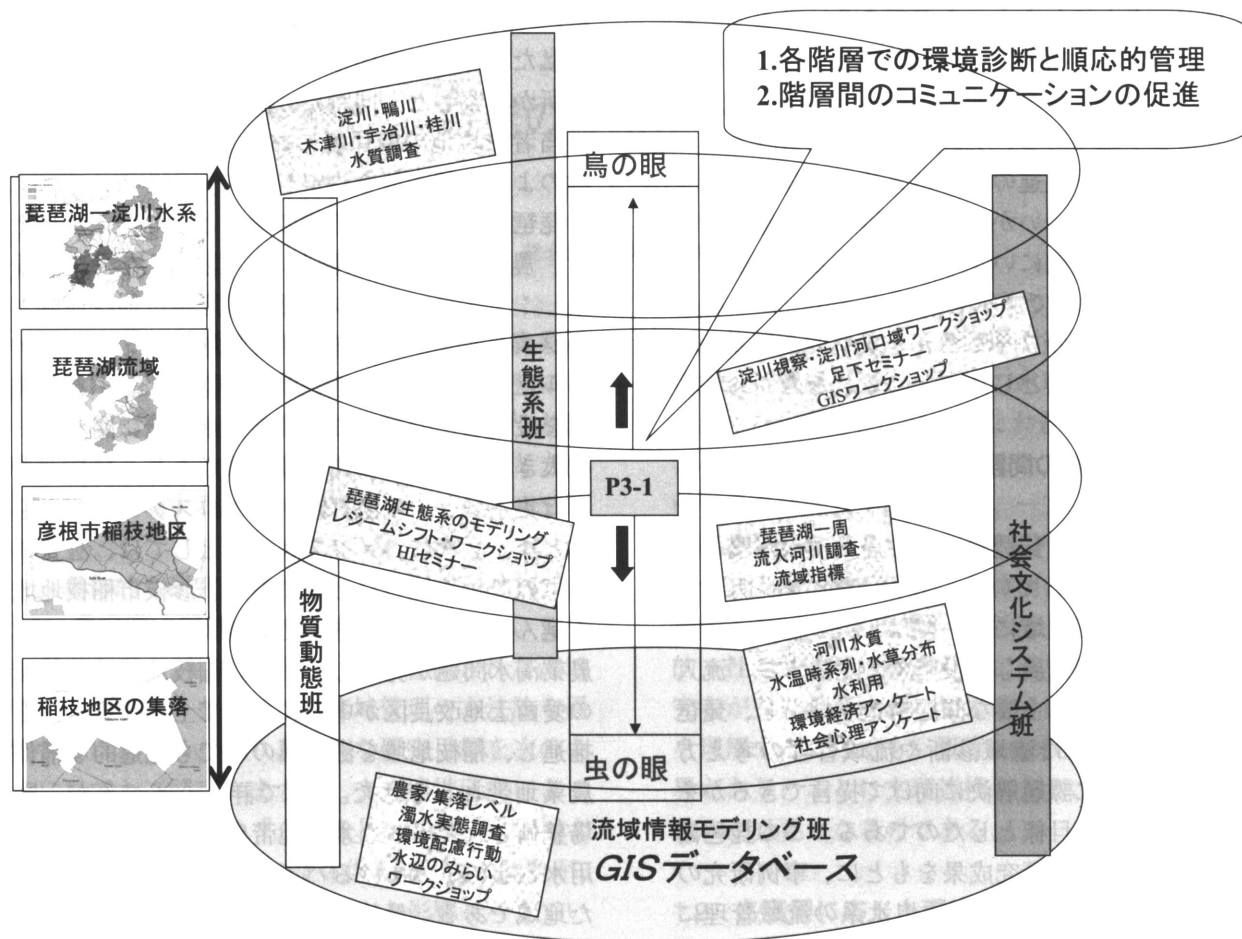 1.各階層での環境診断と順応的管理
2.階層間のコミュニケーションの促進
淀川・鴨川
木津川・宇治川・桂川
水質調査
鳥の眼
琵琶湖ー淀川水系
琵琶湖流域
彦根市稲枝地区
稲枝地区の集落
生態系班
淀川視察・淀川河口域ワークショップ
足下セミナー
GISワークショップ
P3-1
琵琶湖生態系のモデリング
レジームシフト・ワークショップ
HIセミナー
琵琶湖一周
流入河川調査
流域指標
物質動態班
社会文化システム班
河川水質
水温時系列・水草分布
水利用
環境経済アンケート
社会心理アンケート
虫の眼
農家/集落レベル
濁水実態調査
環境配慮行動
水辺のみらい
ワークショップ
流域情報モデリング班
GISデータベース